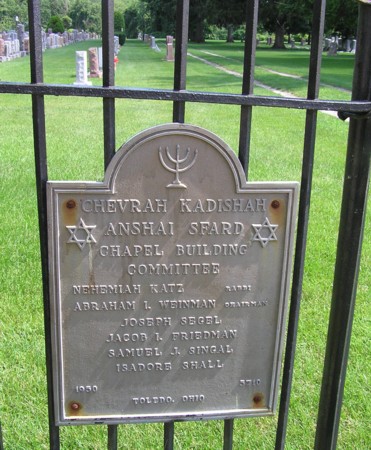 CHEVRAH KADISHAH
ANSHAI SFARD
CHAPEL BUILDING
COMMITTEE
NEHEMIAH KATZ RABBI
ABRAHAM I. WEINMAN CHAIRMAN
JOSEPH SEGEL
JACOB I. FRIEDMAN
SAMUEL J. SINGAL
ISADORE SHALL
1950 5710
TOLEDO, OHIO